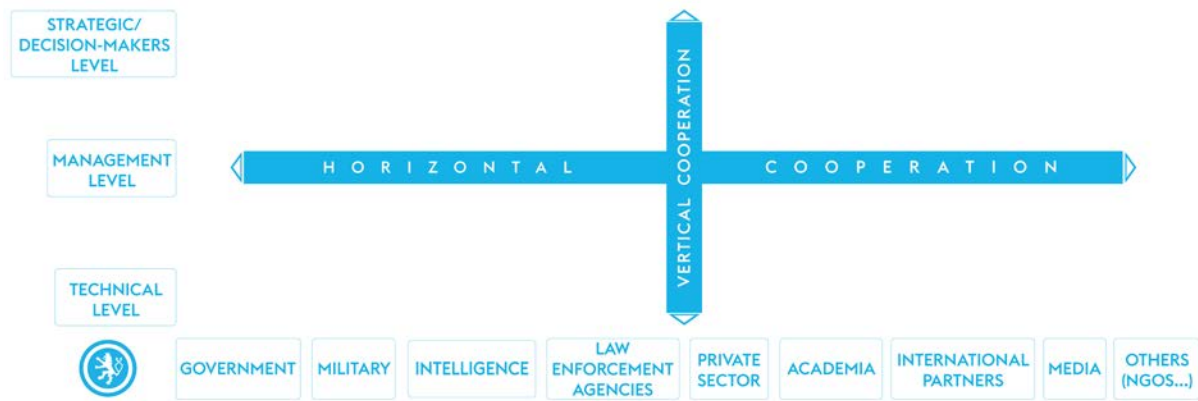 STRATEGIC/
DECISION-MAKERS
LEVEL
VERTICAL COOPERATION
MANAGEMENT
LEVEL
HORIZONTAL COOPERATION
TECHNICAL
LEVEL
GOVERNMENT
MILITARY
INTELLIGENCE
LAW
ENFORCEMENT
AGENCIES
PRIVATE
SECTOR
ACADEMIA
INTERNATIONAL
PARTNERS
MEDIA
OTHERS
(NGOS...)